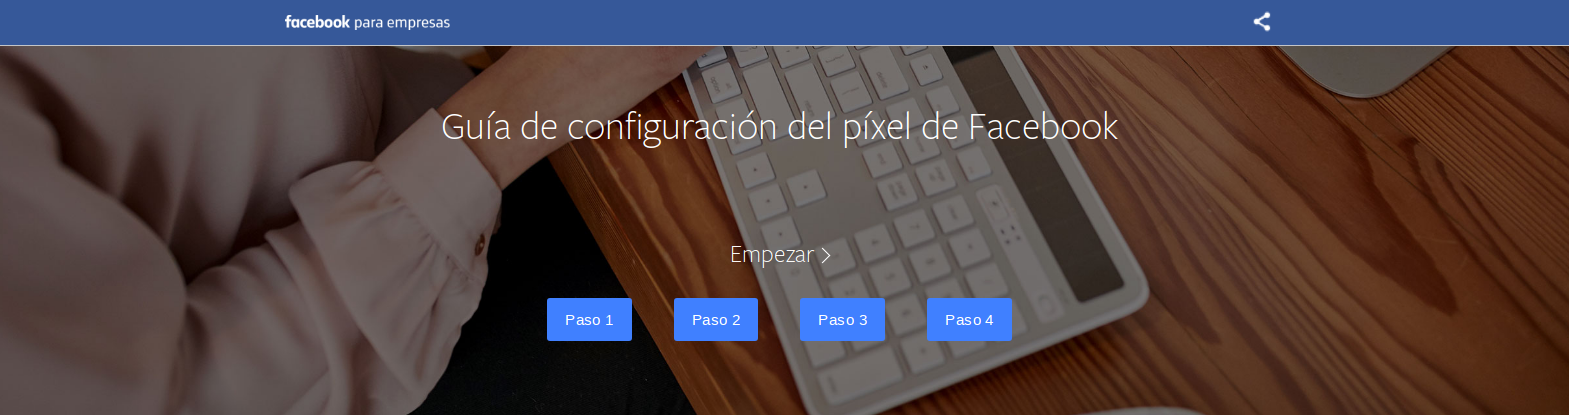 facebook para empresas
Guía de configuración del píxel de Facebook
Empezar >
Paso 1 Paso 2 Paso 3 Paso 4